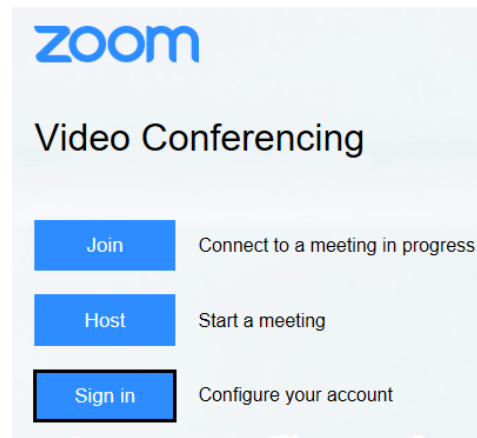 zoom
Video Conferencing
Join Connect to a meeting in progress
Host Start a meeting
Sign in Configure your account